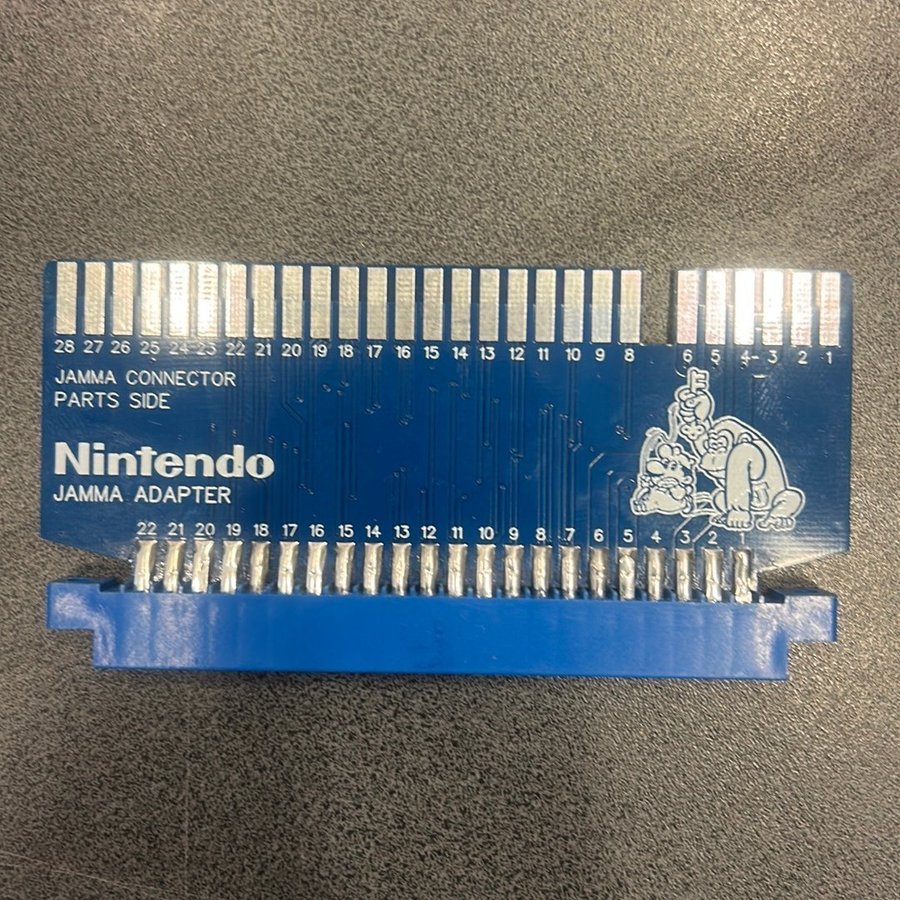 28 27 26 25 24 23 22 21 20 19 18 17 16 15 14 13 12 11 10 9 8 6 5 4 3 2 1
JAMMA CONNECTOR
PARTS SIDE
Nintendo
JAMMA ADAPTER
22 21 20 19 18 17 16 15 14 13 12 11 10 9 8 7 6 5 4 3 2 1